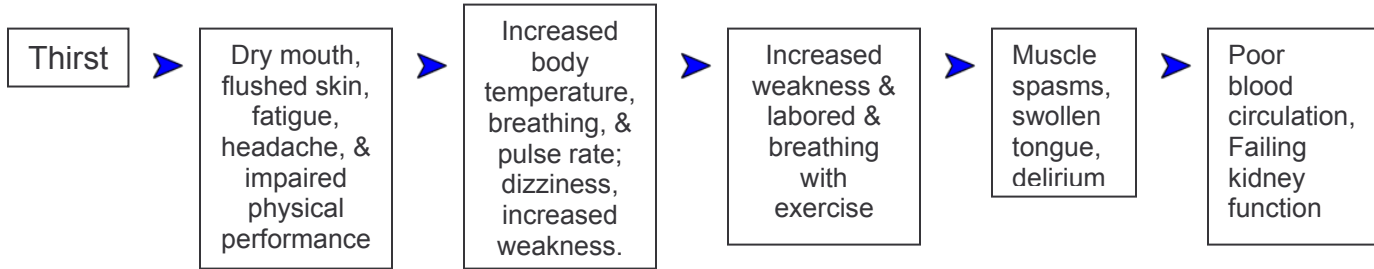 Thirst
Dry mouth,
flushed skin,
fatigue,
headache, &
impaired
physical
performance
Increased
body
temperature,
breathing, &
pulse rate;
dizziness,
increased
weakness.
Increased
weakness &
labored &
breathing
with
exercise
Muscle
spasms,
swollen
tongue,
delirium
Poor
blood
circulation,
Failing
kidney
function